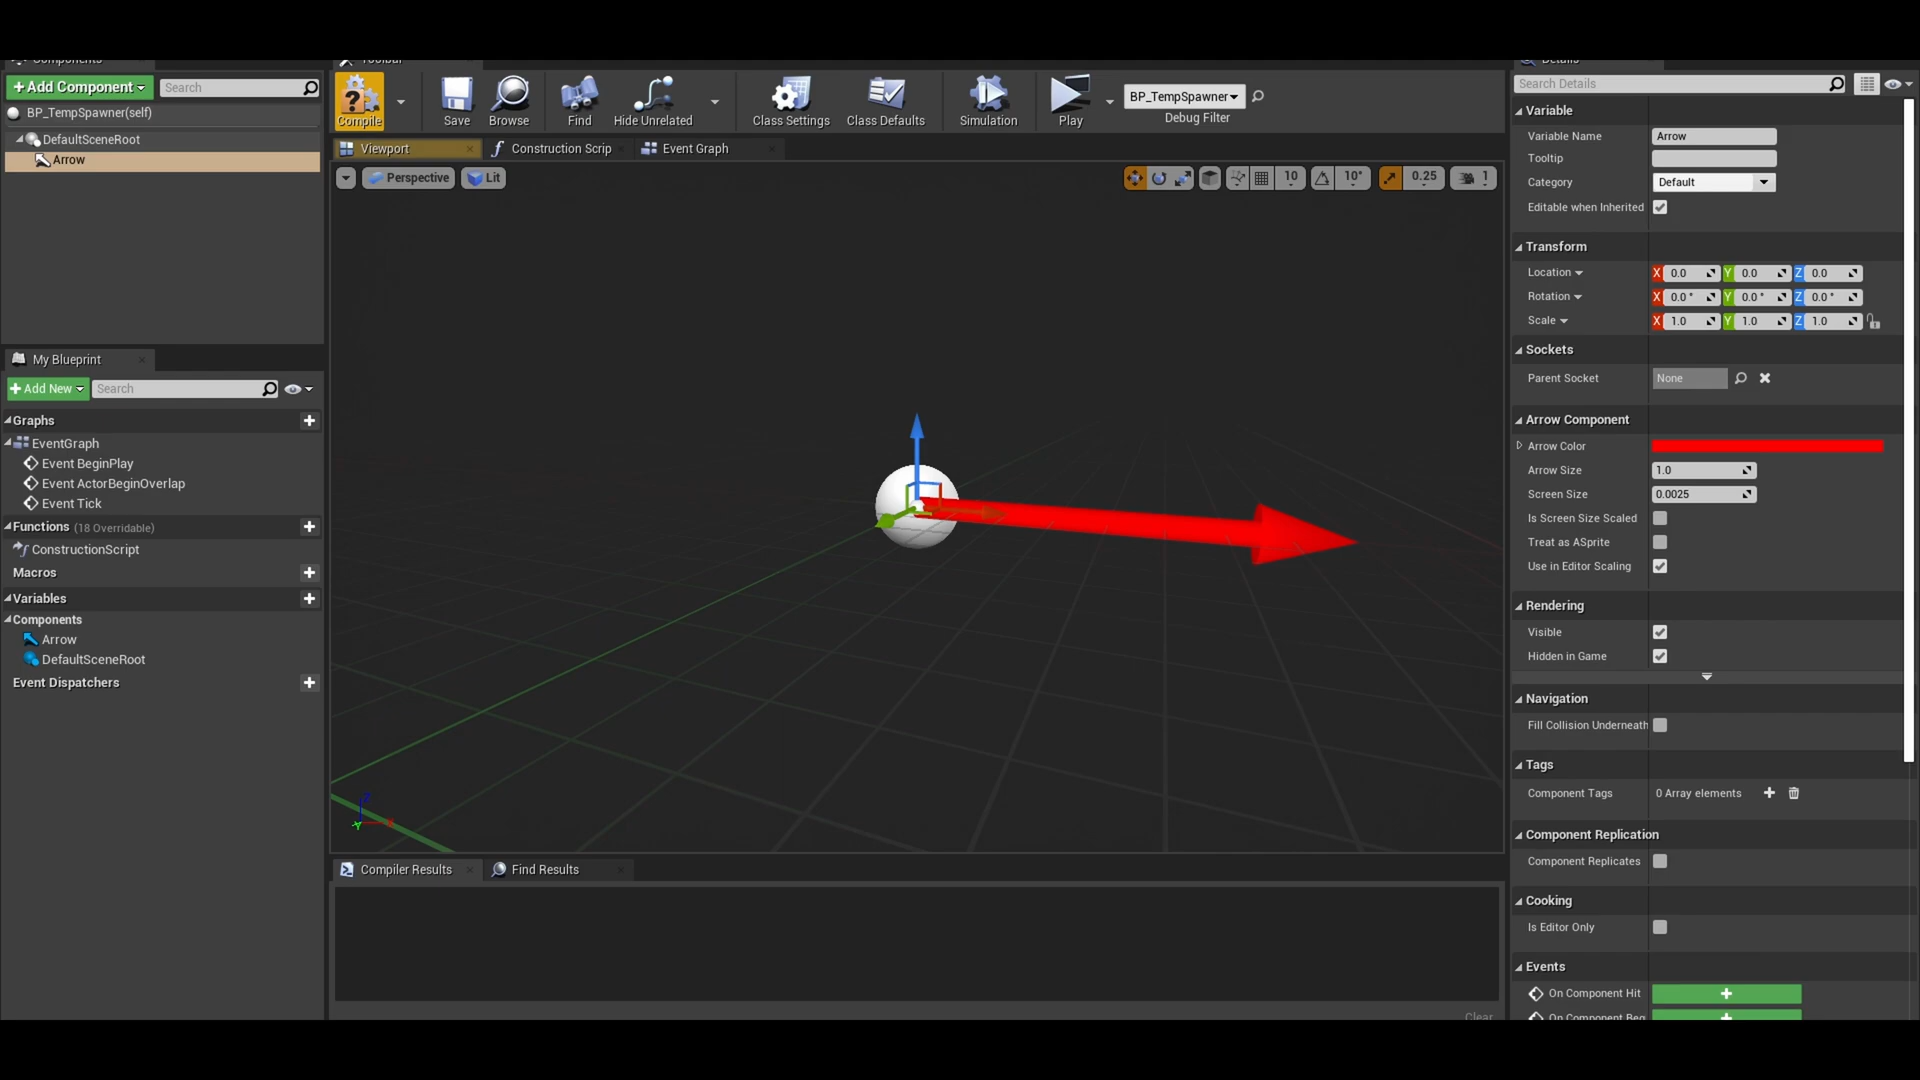 Components
Add Component
Search
BP_TempSpawner(self)
DefaultSceneRoot
Arrow
My Blueprint
Add New
Search
Graphs
EventGraph
Event BeginPlay
Event ActorBeginOverlap
Event Tick
Functions (18 Overridable)
ConstructionScript
Macros
Variables
Components
Arrow
DefaultSceneRoot
Event Dispatchers
Toolbar
Compile
Save
Browse
Find
Hide Unrelated
Class Settings
Class Defaults
Simulation
Play
BP_TempSpawner
Debug Filter
Viewport
Construction Scrip
Event Graph
Perspective
Lit
10
10°
0.25
1
Z
Y
X
Compiler Results
Find Results
Clear
Details
Search Details
Variable
Variable Name Arrow
Tooltip
Category Default
Editable when Inherited
Transform
Location X 0.0 Y 0.0 Z 0.0
Rotation X 0.0 ° Y 0.0 ° Z 0.0 °
Scale X 1.0 Y 1.0 Z 1.0
Sockets
Parent Socket None
Arrow Component
Arrow Color
Arrow Size 1.0
Screen Size 0.0025
Is Screen Size Scaled
Treat as ASprite
Use in Editor Scaling
Rendering
Visible
Hidden in Game
Navigation
Fill Collision Underneath
Tags
Component Tags 0 Array elements
Component Replication
Component Replicates
Cooking
Is Editor Only
Events
On Component Hit
On Component Beg